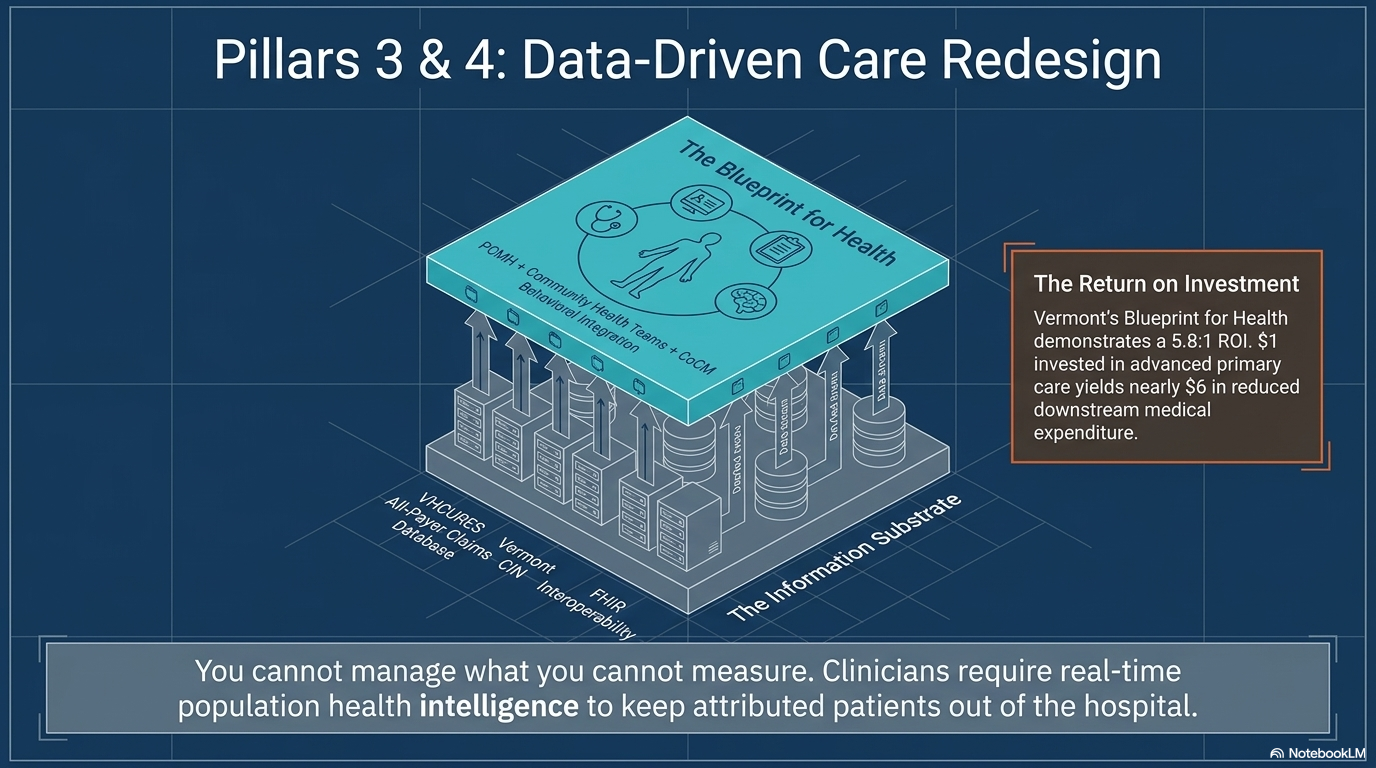 Pillars 3 & 4: Data-Driven Care Redesign
The Blueprint for Health
PCMH + Community Health Teams + CoCM
Behavioral Integration
The Return on Investment
Vermont's Blueprint for Health
demonstrates a 5.8:1 ROI. $1
invested in advanced primary
care yields nearly $6 in reduced
downstream medical
expenditure.
VHCURES
All-Payer Claims
Database
Vermont
CIN
FHIR
Interoperability
The Information Substrate
You cannot manage what you cannot measure. Clinicians require real-time
population health intelligence to keep attributed patients out of the hospital.
NotebookLM